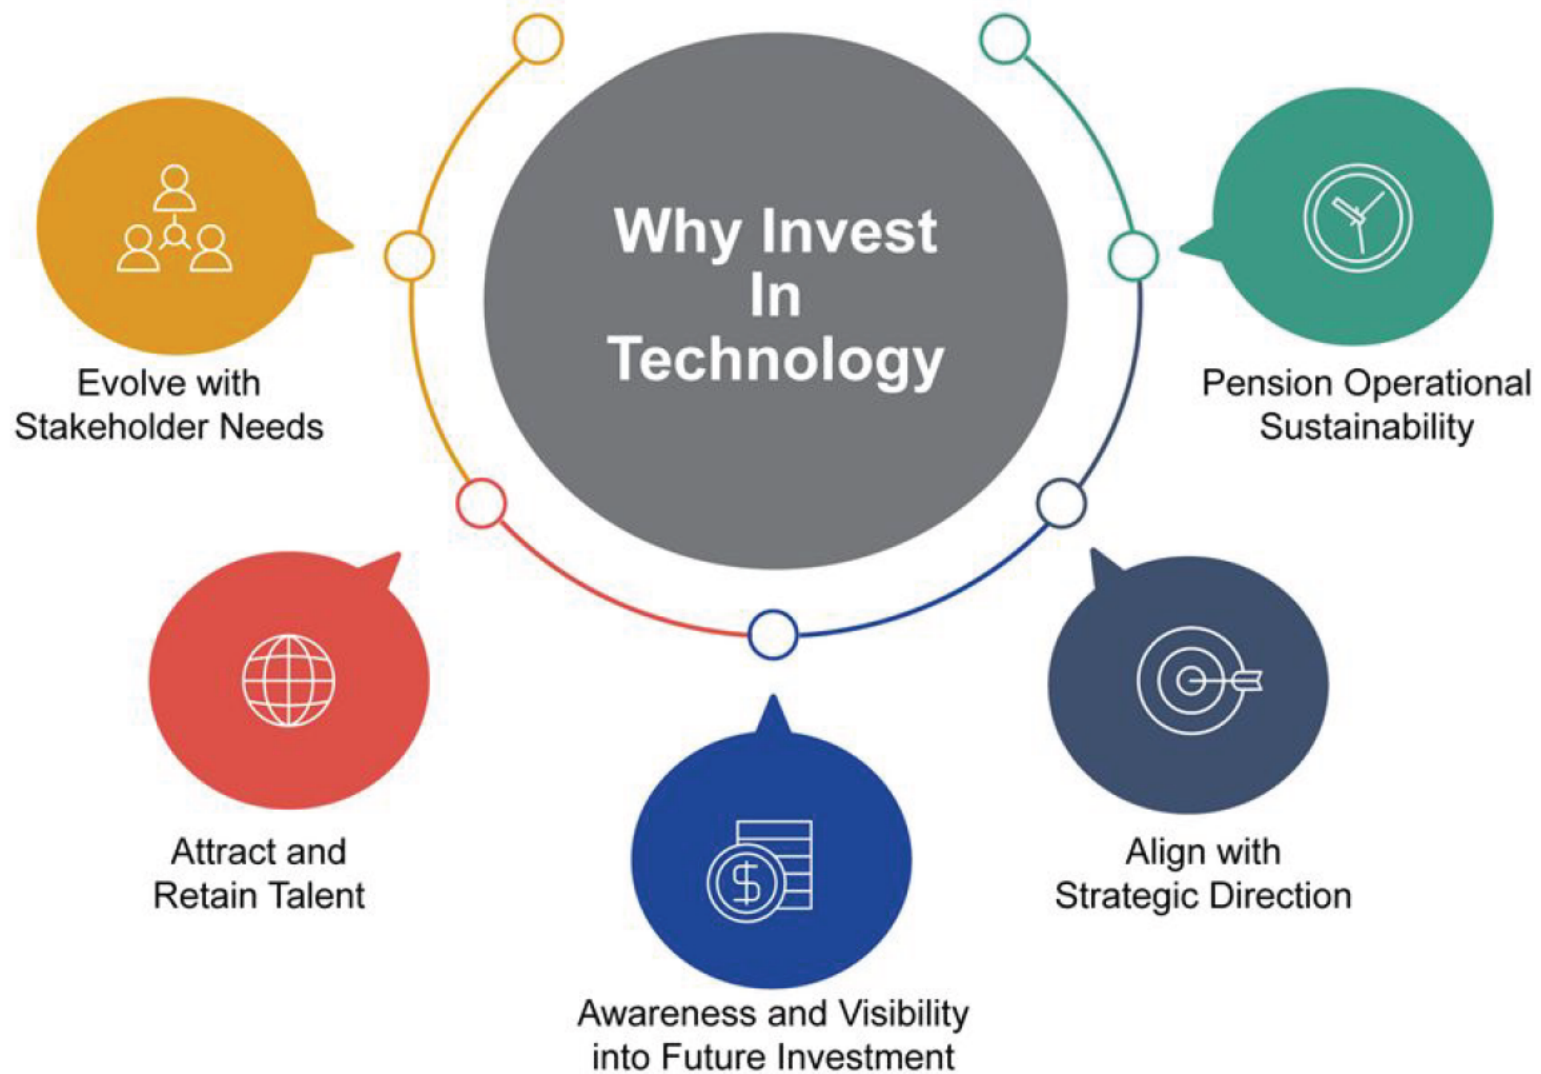 Why Invest
In
Technology
Evolve with
Stakeholder Needs
Pension Operational
Sustainability
Attract and
Retain Talent
Align with
Strategic Direction
$
Awareness and Visibility
into Future Investment